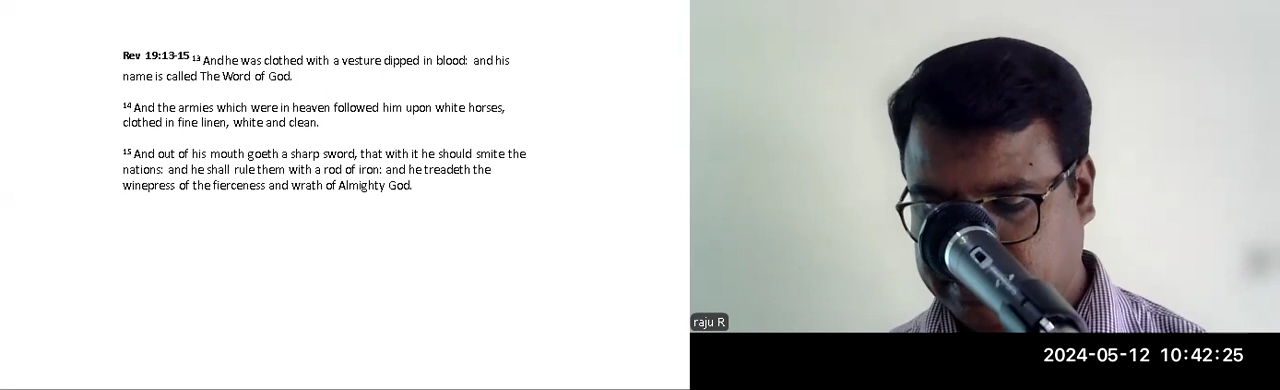 Rev 19:13-15 13 And he was clothed with a vesture dipped in blood: and his
name is called The Word of God.
14 And the armies which were in heaven followed him upon white horses,
clothed in fine linen, white and clean.
15 And out of his mouth goeth a sharp sword, that with it he should smite the
nations: and he shall rule them with a rod of iron: and he treadeth the
winepress of the fierceness and wrath of Almighty God.
raju R
2024-05-12 10:42:25